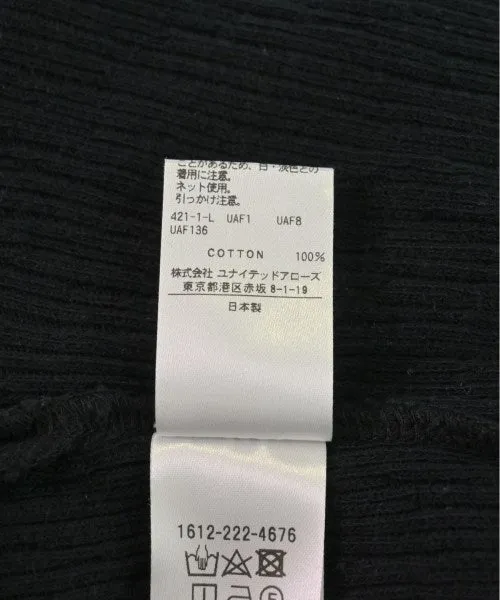 ことがあるため、白・淡色との
着用に注意。
ネット使用。
引っかけ注意。
421-1-L UAF1 UAF8
UAF136
COTTON 100%
株式会社 ユナイテッドアローズ
東京都港区赤坂 8-1-19
日本製
1612-222-4676